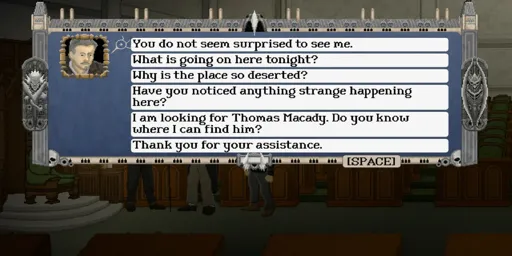 You do not seem surprised to see me.
What is going on here tonight?
Why is the place so deserted?
Have you noticed anything strange happening
here?
I am looking for Thomas Macady. Do you know
where I can find him?
Thank you for your assistance.
[SPACE]